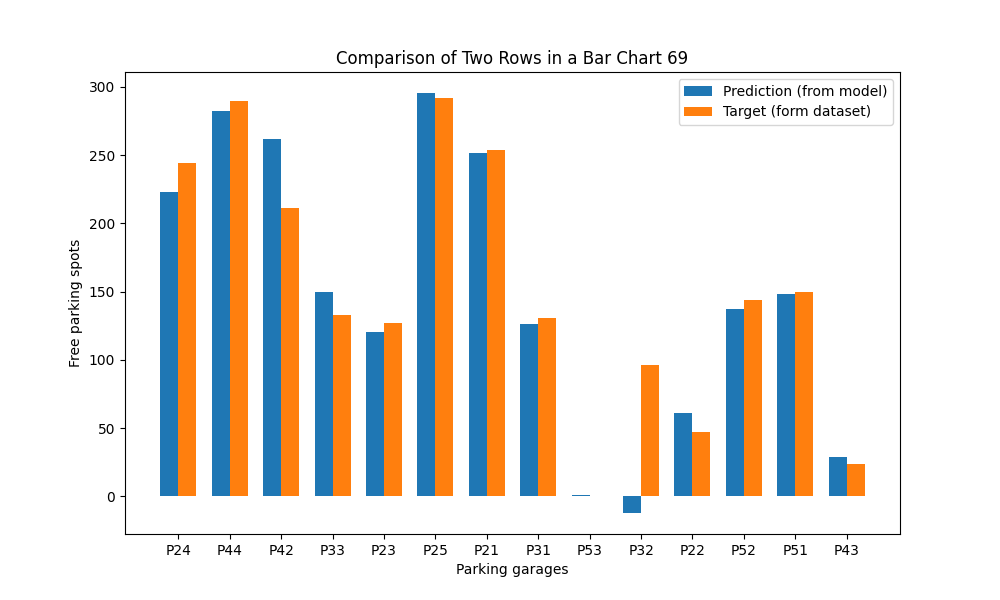 Comparison of Two Rows in a Bar Chart 69
Prediction (from model)
Target (form dataset)
300
250
200
150
100
50
0
Free parking spots
P24 P44 P42 P33 P23 P25 P21 P31 P53 P32 P22 P52 P51 P43
Parking garages